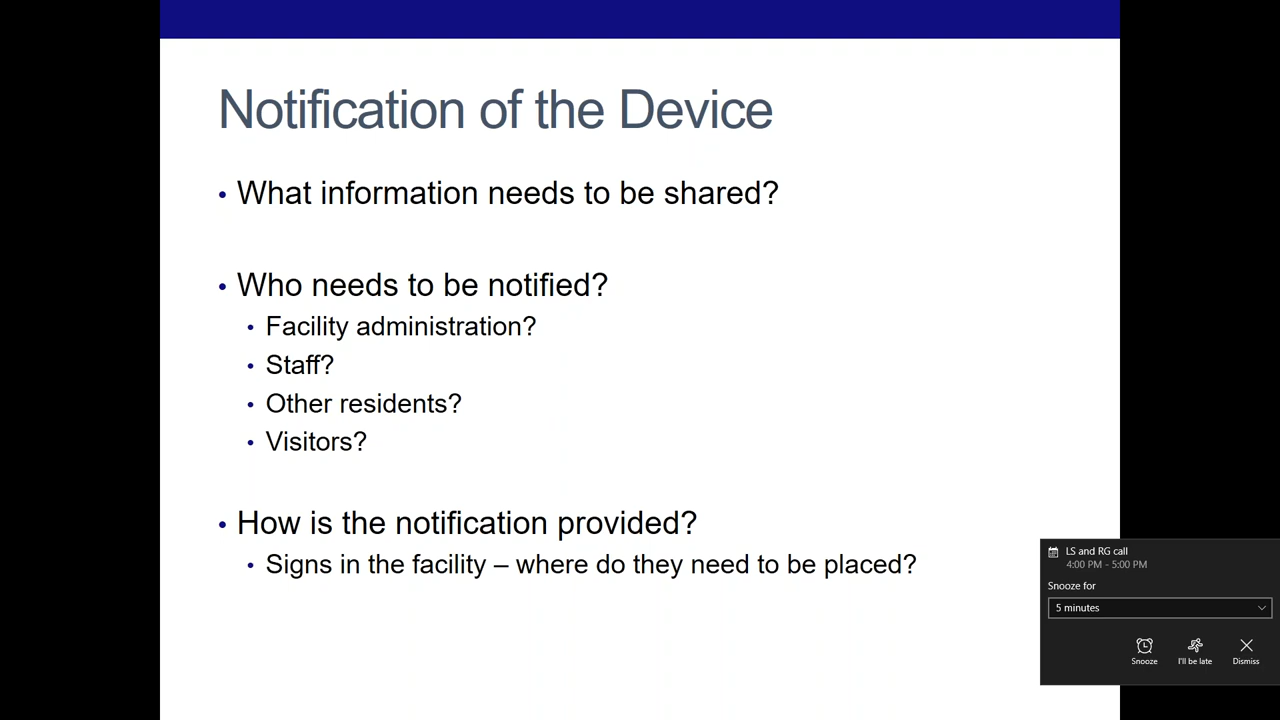 Notification of the Device
• What information needs to be shared?
• Who needs to be notified?
• Facility administration?
• Staff?
• Other residents?
• Visitors?
• How is the notification provided?
• Signs in the facility – where do they need to be placed?
LS and RG call
4:00 PM - 5:00 PM
Snooze for
5 minutes
Snooze I'll be late Dismiss